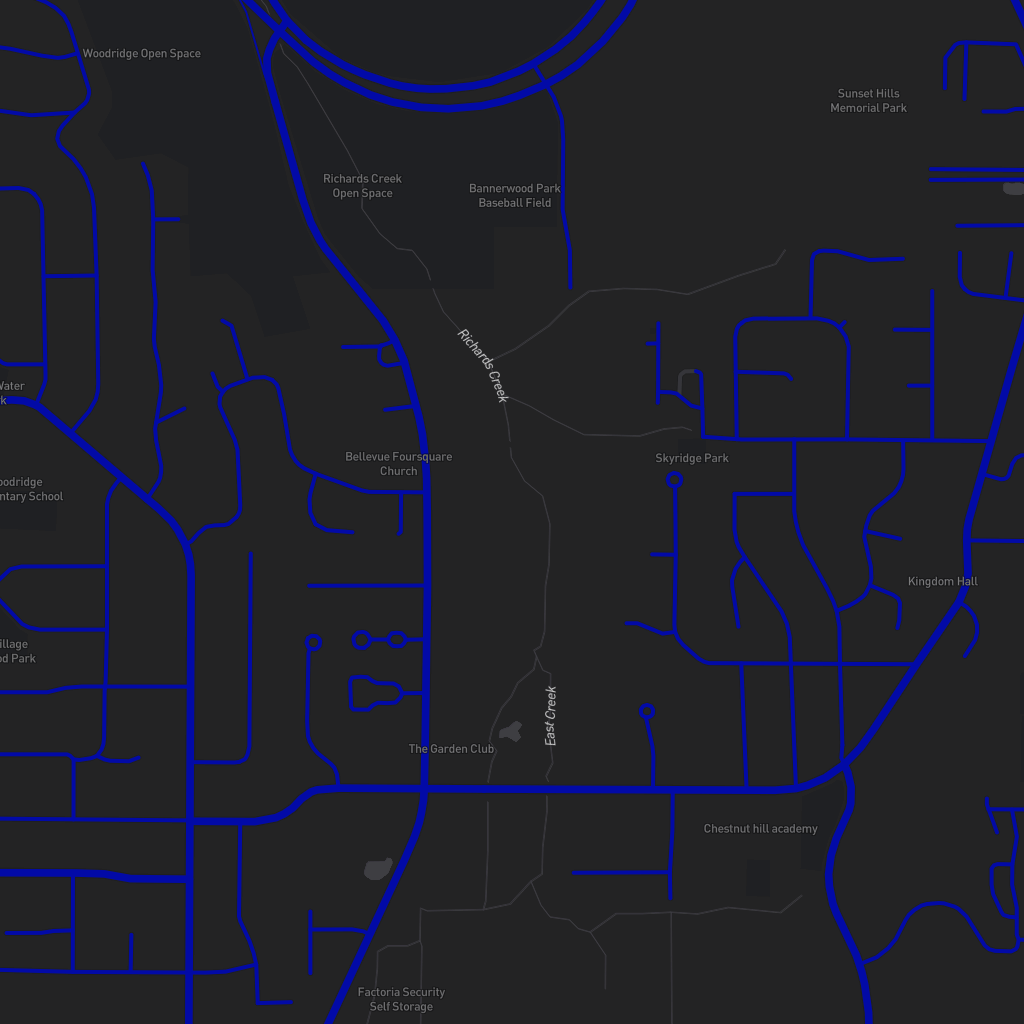 Woodridge Open Space
Sunset Hills
Memorial Park
Richards Creek
Open Space
Bannerwood Park
Baseball Field
Richards Creek
Water
Bellevue Foursquare
Church
Skyridge Park
oodridge
ntary School
Kingdom Hall
illage
d Park
East Creek
The Garden Club
Chestnut hill academy
Factoria Security
Self Storage